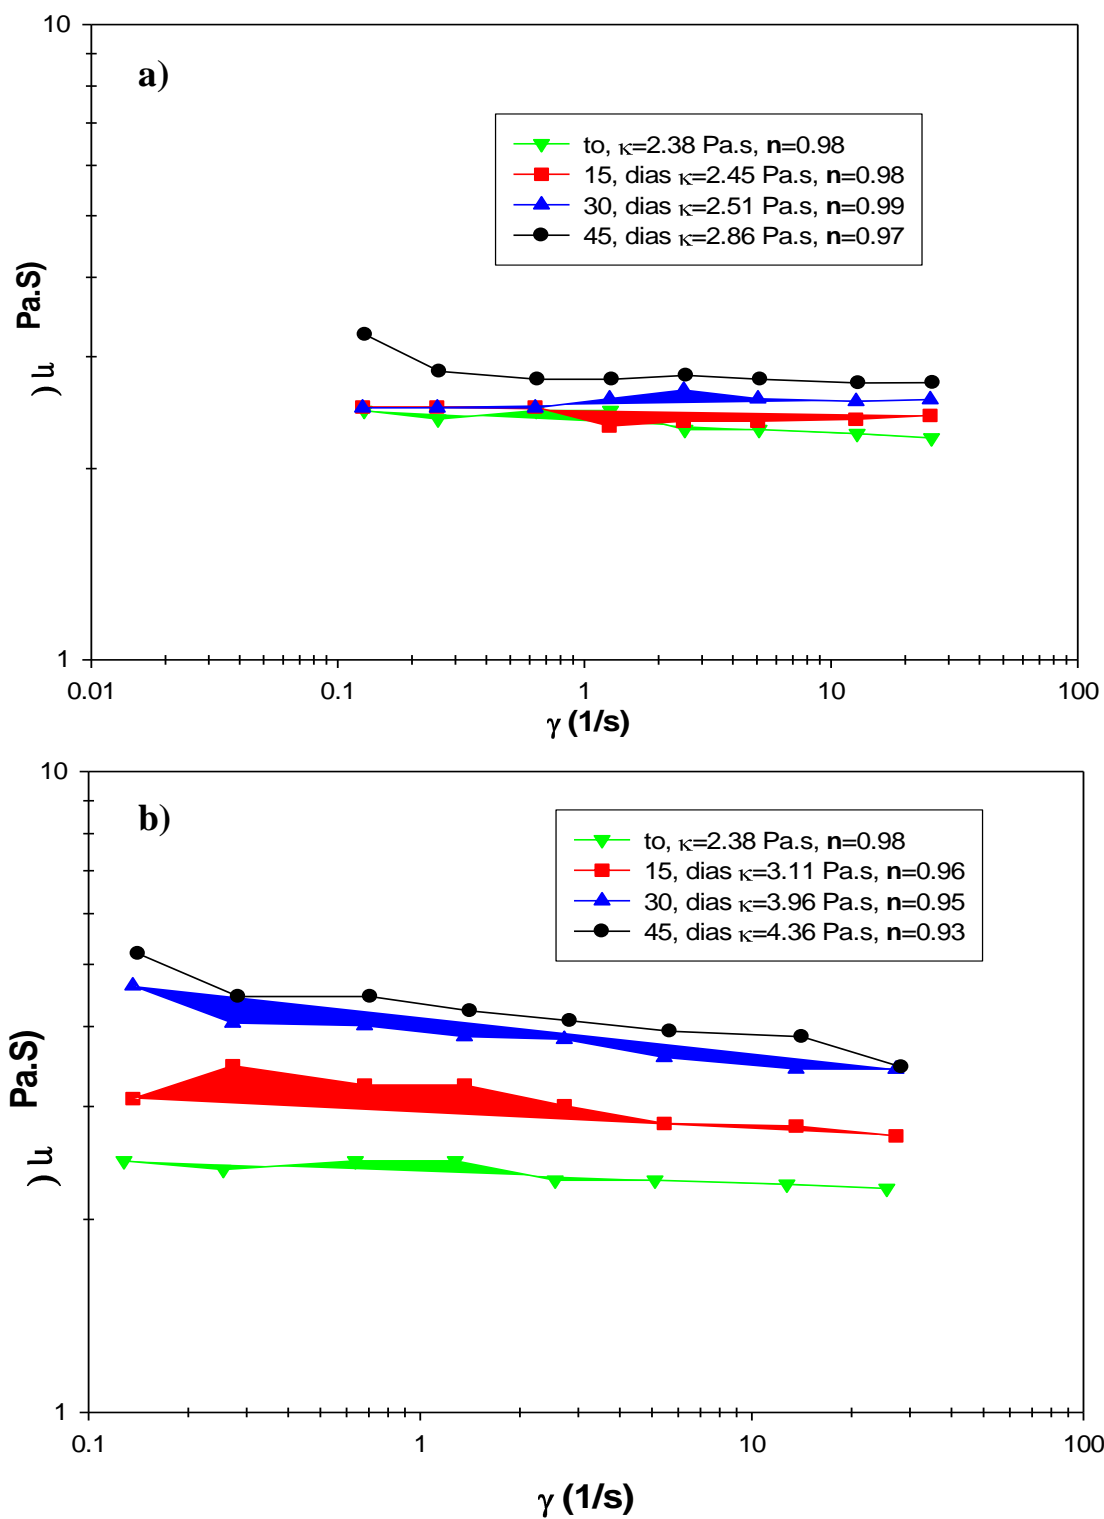 10
a)
to, κ=2.38 Pa.s, n=0.98
15, dias κ=2.45 Pa.s, n=0.98
30, dias κ=2.51 Pa.s, n=0.99
45, dias κ=2.86 Pa.s, n=0.97
η (Pa.S)
1
0.01 0.1 1 10 100
γ (1/s)
10
b)
to, κ=2.38 Pa.s, n=0.98
15, dias κ=3.11 Pa.s, n=0.96
30, dias κ=3.96 Pa.s, n=0.95
45, dias κ=4.36 Pa.s, n=0.93
η (Pa.S)
1
0.1 1 10 100
γ (1/s)